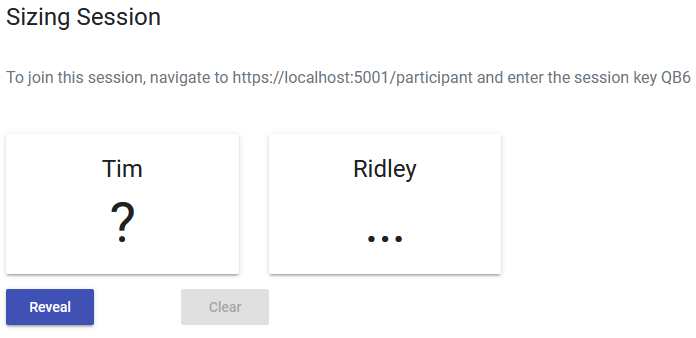 Sizing Session
To join this session, navigate to https://localhost:5001/participant and enter the session key QB6
Tim
?
Ridley
...
Reveal
Clear